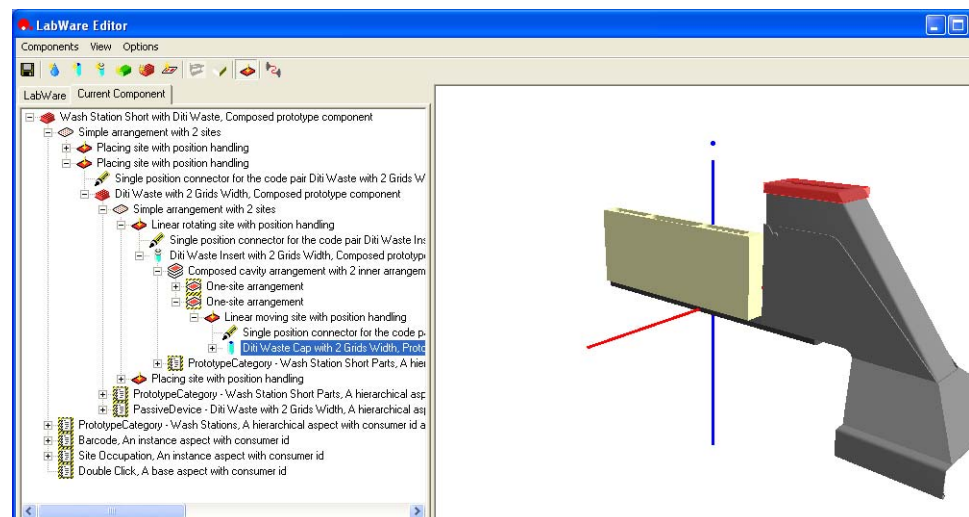 LabWare Editor
Components View Options
LabWare Current Component
Wash Station Short with Diti Waste, Composed prototype component
Simple arrangement with 2 sites
Placing site with position handling
Placing site with position handling
Single position connector for the code pair Diti Waste with 2 Grids W
Diti Waste with 2 Grids Width, Composed prototype component
Simple arrangement with 2 sites
Linear rotating site with position handling
Single position connector for the code pair Diti Waste Ins
Diti Waste Insert with 2 Grids Width, Composed prototype
Composed cavity arrangement with 2 inner arrangem
One-site arrangement
One-site arrangement
Linear moving site with position handling
Single position connector for the code p
Diti Waste Cap with 2 Grids Width, Proto
PrototypeCategory - Wash Station Short Parts, A hier
Placing site with position handling
PrototypeCategory - Wash Station Short Parts, A hierarchical asp
PassiveDevice - Diti Waste with 2 Grids Width, A hierarchical asp
PrototypeCategory - Wash Stations, A hierarchical aspect with consumer id a
Barcode, An instance aspect with consumer id
Site Occupation, An instance aspect with consumer id
Double Click, A base aspect with consumer id